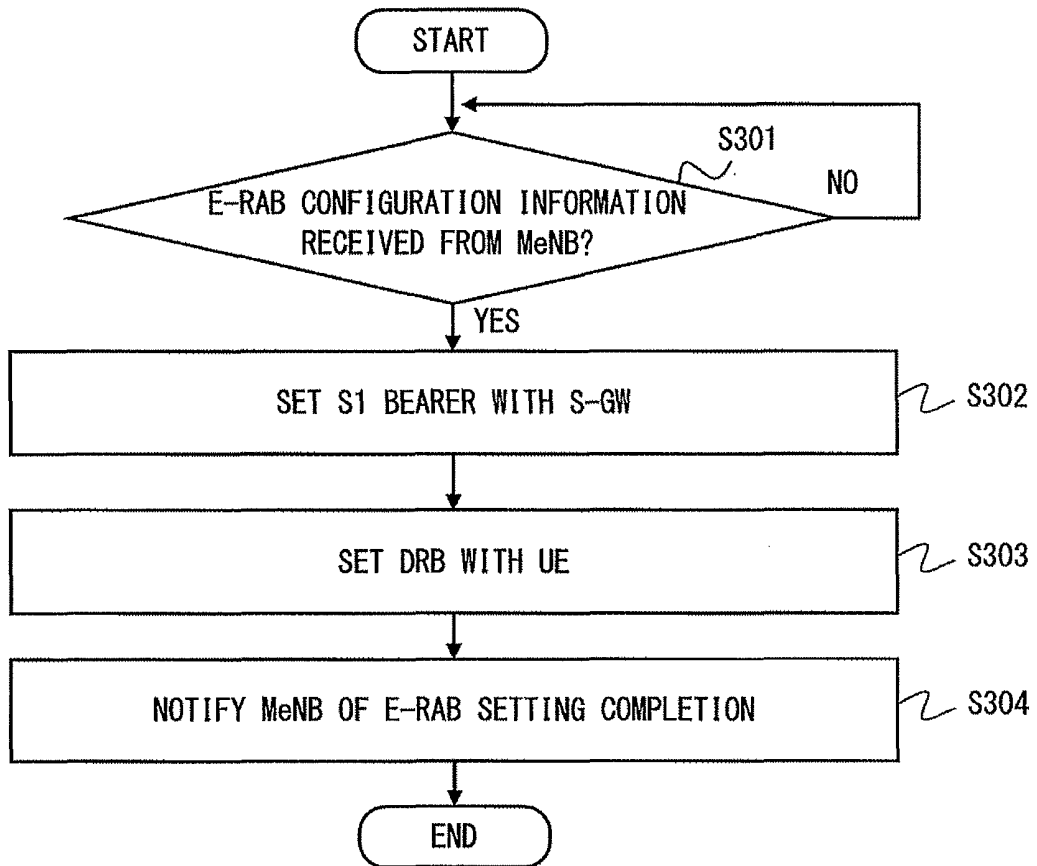 START
S301
E-RAB CONFIGURATION INFORMATION
RECEIVED FROM MeNB?
NO
YES
SET S1 BEARER WITH S-GW
S302
SET DRB WITH UE
S303
NOTIFY MeNB OF E-RAB SETTING COMPLETION
S304
END